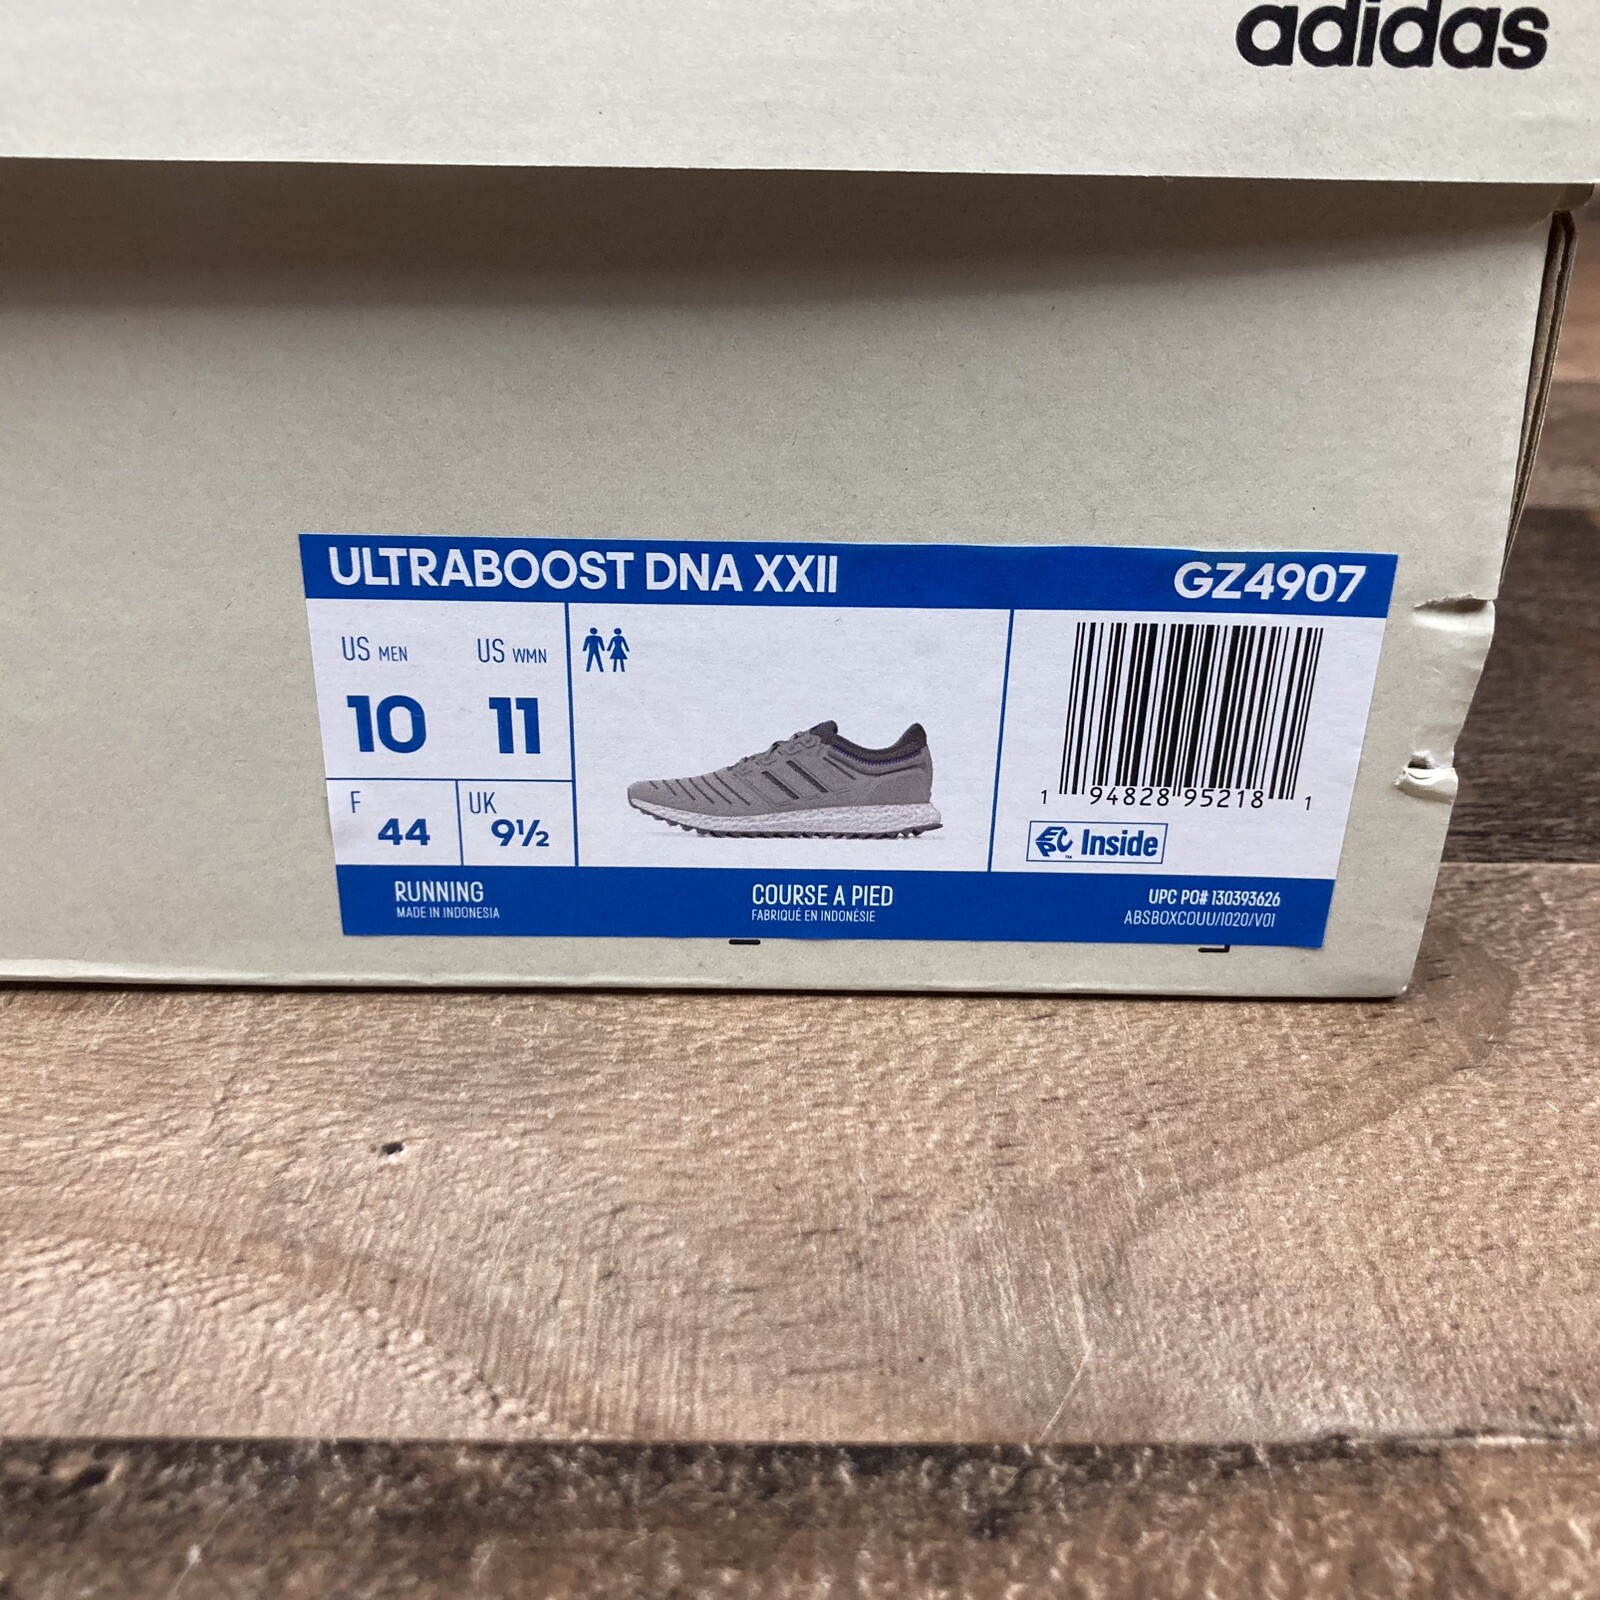 adidas
ULTRABOOST DNA XXII GZ4907
US MEN US WMN
10 11
F UK
44 9½
1 94828 95218 1
EPC™ Inside
RUNNING COURSE A PIED UPC PO# 130393626
MADE IN INDONESIA FABRIQUÉ EN INDONÉSIE ABSBOXCOUU/1020/V01